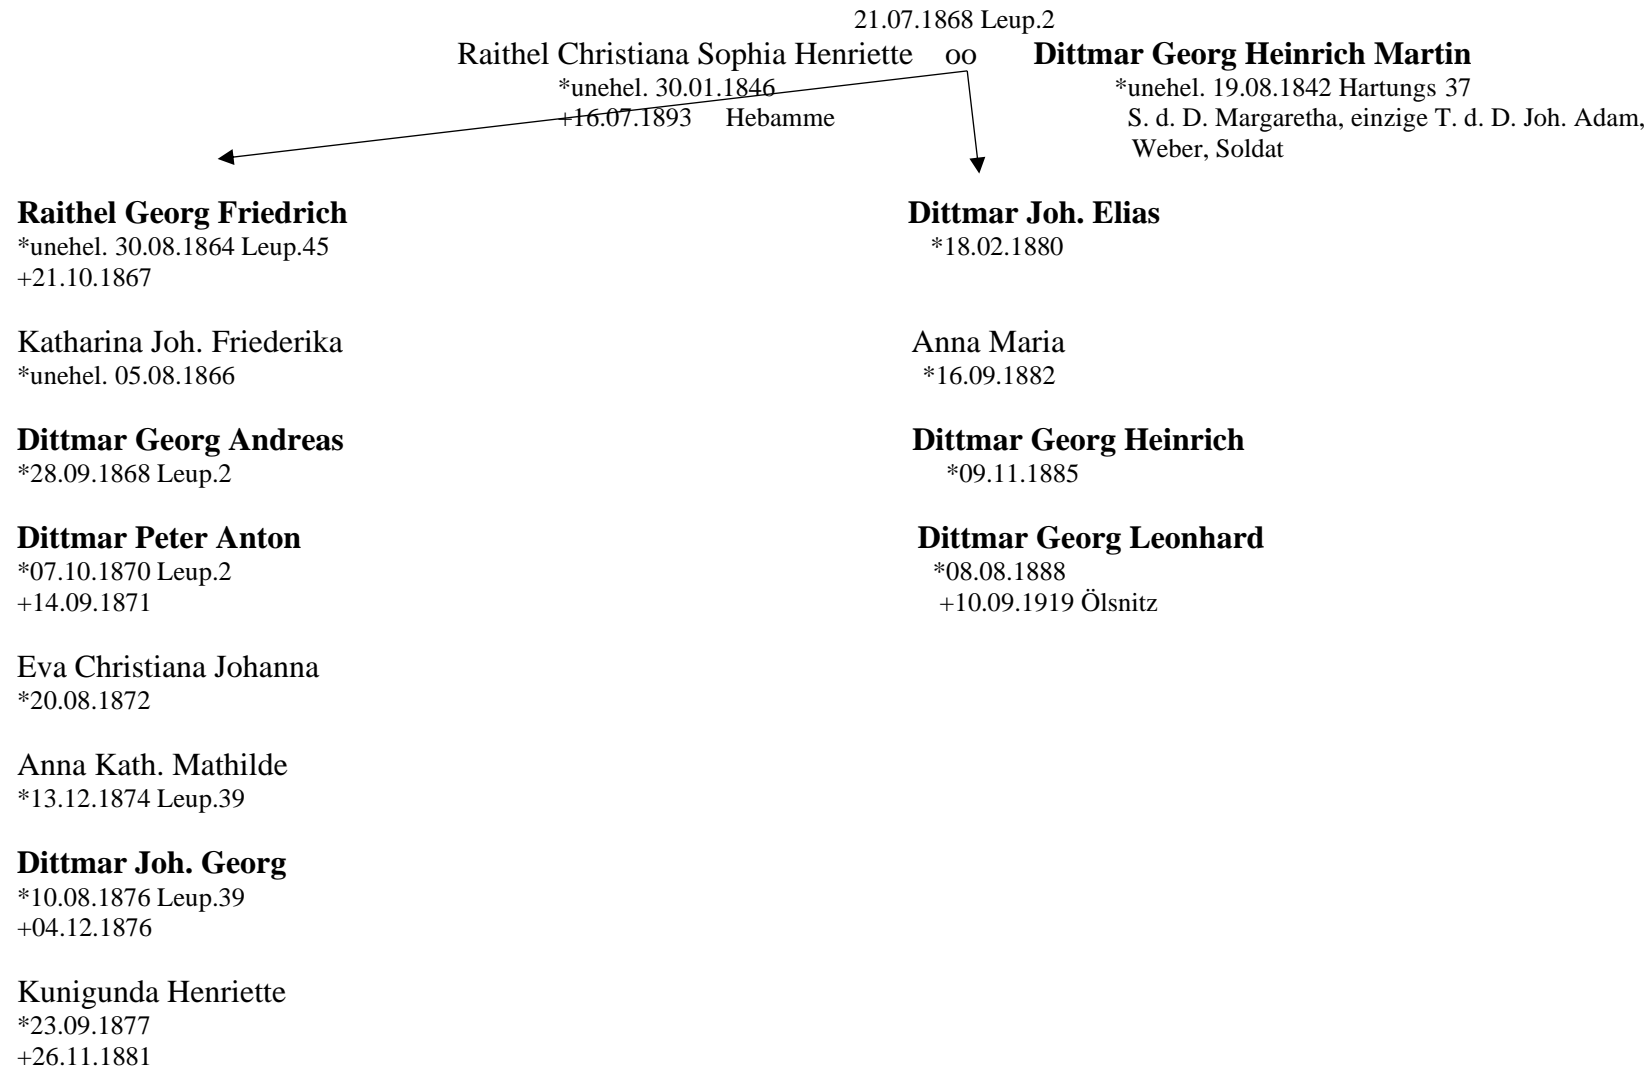 21.07.1868 Leup.2
Raithel Christiana Sophia Henriette oo Dittmar Georg Heinrich Martin
*unehel. 30.01.1846 *unehel. 19.08.1842 Hartungs 37
+16.07.1893 Hebamme S. d. D. Margaretha, einzige T. d. D. Joh. Adam,
Weber, Soldat
Raithel Georg Friedrich
*unehel. 30.08.1864 Leup.45
+21.10.1867
Katharina Joh. Friederika
*unehel. 05.08.1866
Dittmar Georg Andreas
*28.09.1868 Leup.2
Dittmar Peter Anton
*07.10.1870 Leup.2
+14.09.1871
Eva Christiana Johanna
*20.08.1872
Anna Kath. Mathilde
*13.12.1874 Leup.39
Dittmar Joh. Georg
*10.08.1876 Leup.39
+04.12.1876
Kunigunda Henriette
*23.09.1877
+26.11.1881
Dittmar Joh. Elias
*18.02.1880
Anna Maria
*16.09.1882
Dittmar Georg Heinrich
*09.11.1885
Dittmar Georg Leonhard
*08.08.1888
+10.09.1919 Ölsnitz